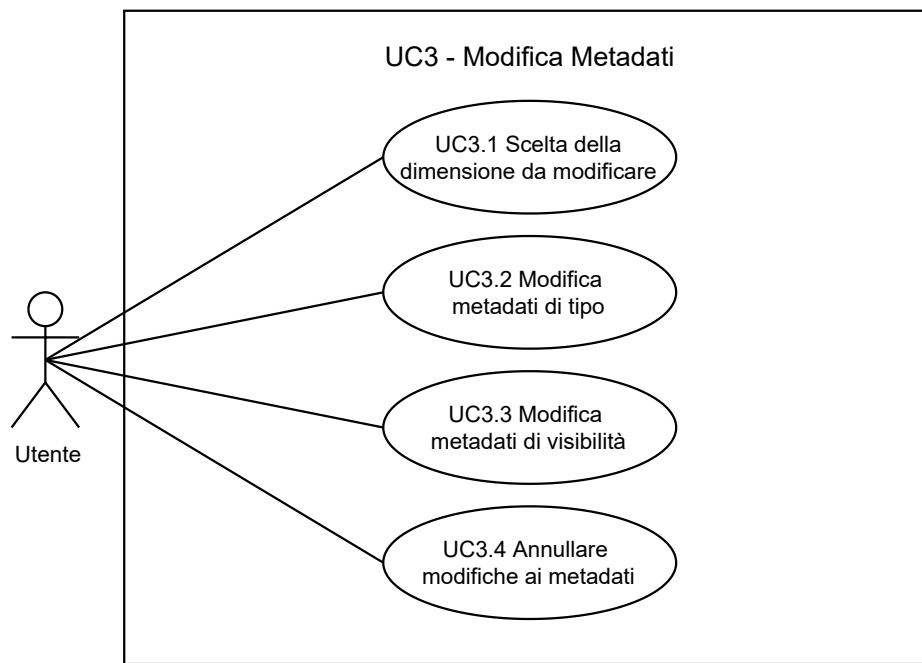 UC3 - Modifica Metadati
UC3.1 Scelta della
dimensione da modificare
UC3.2 Modifica
metadati di tipo
UC3.3 Modifica
metadati di visibilità
Utente
UC3.4 Annullare
modifiche ai metadati